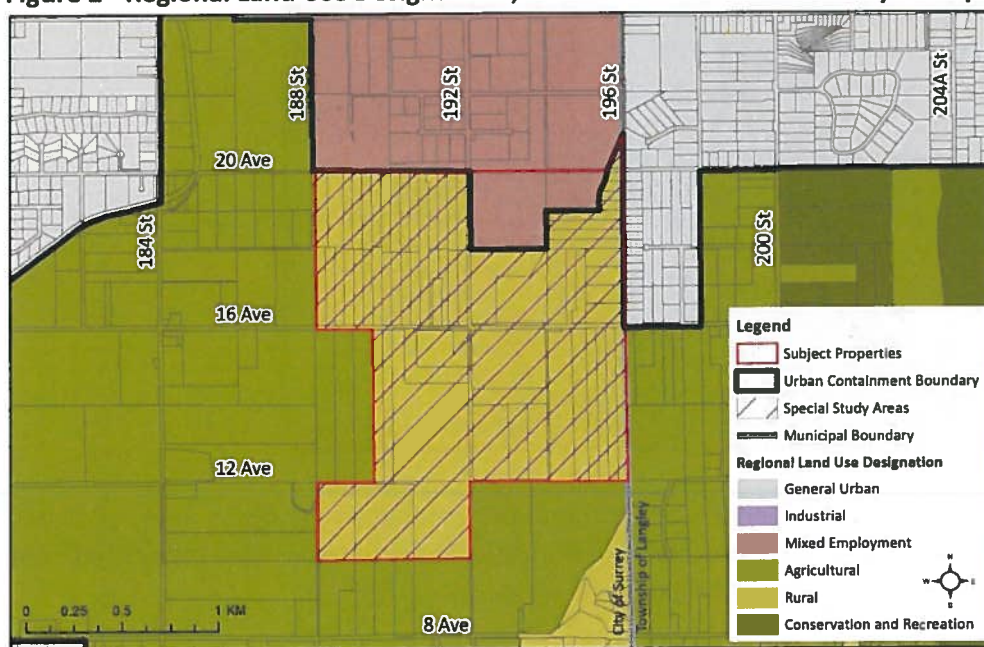 188 St
192 St
196 St
204A St
20 Ave
184 St
200 St
16 Ave
12 Ave
8 Ave
City of Surrey
Township of Langley
0 0.25 0.5 1 KM
Legend
Subject Properties
Urban Containment Boundary
Special Study Areas
Municipal Boundary
Regional Land Use Designation
General Urban
Industrial
Mixed Employment
Agricultural
Rural
Conservation and Recreation
N
W E
S